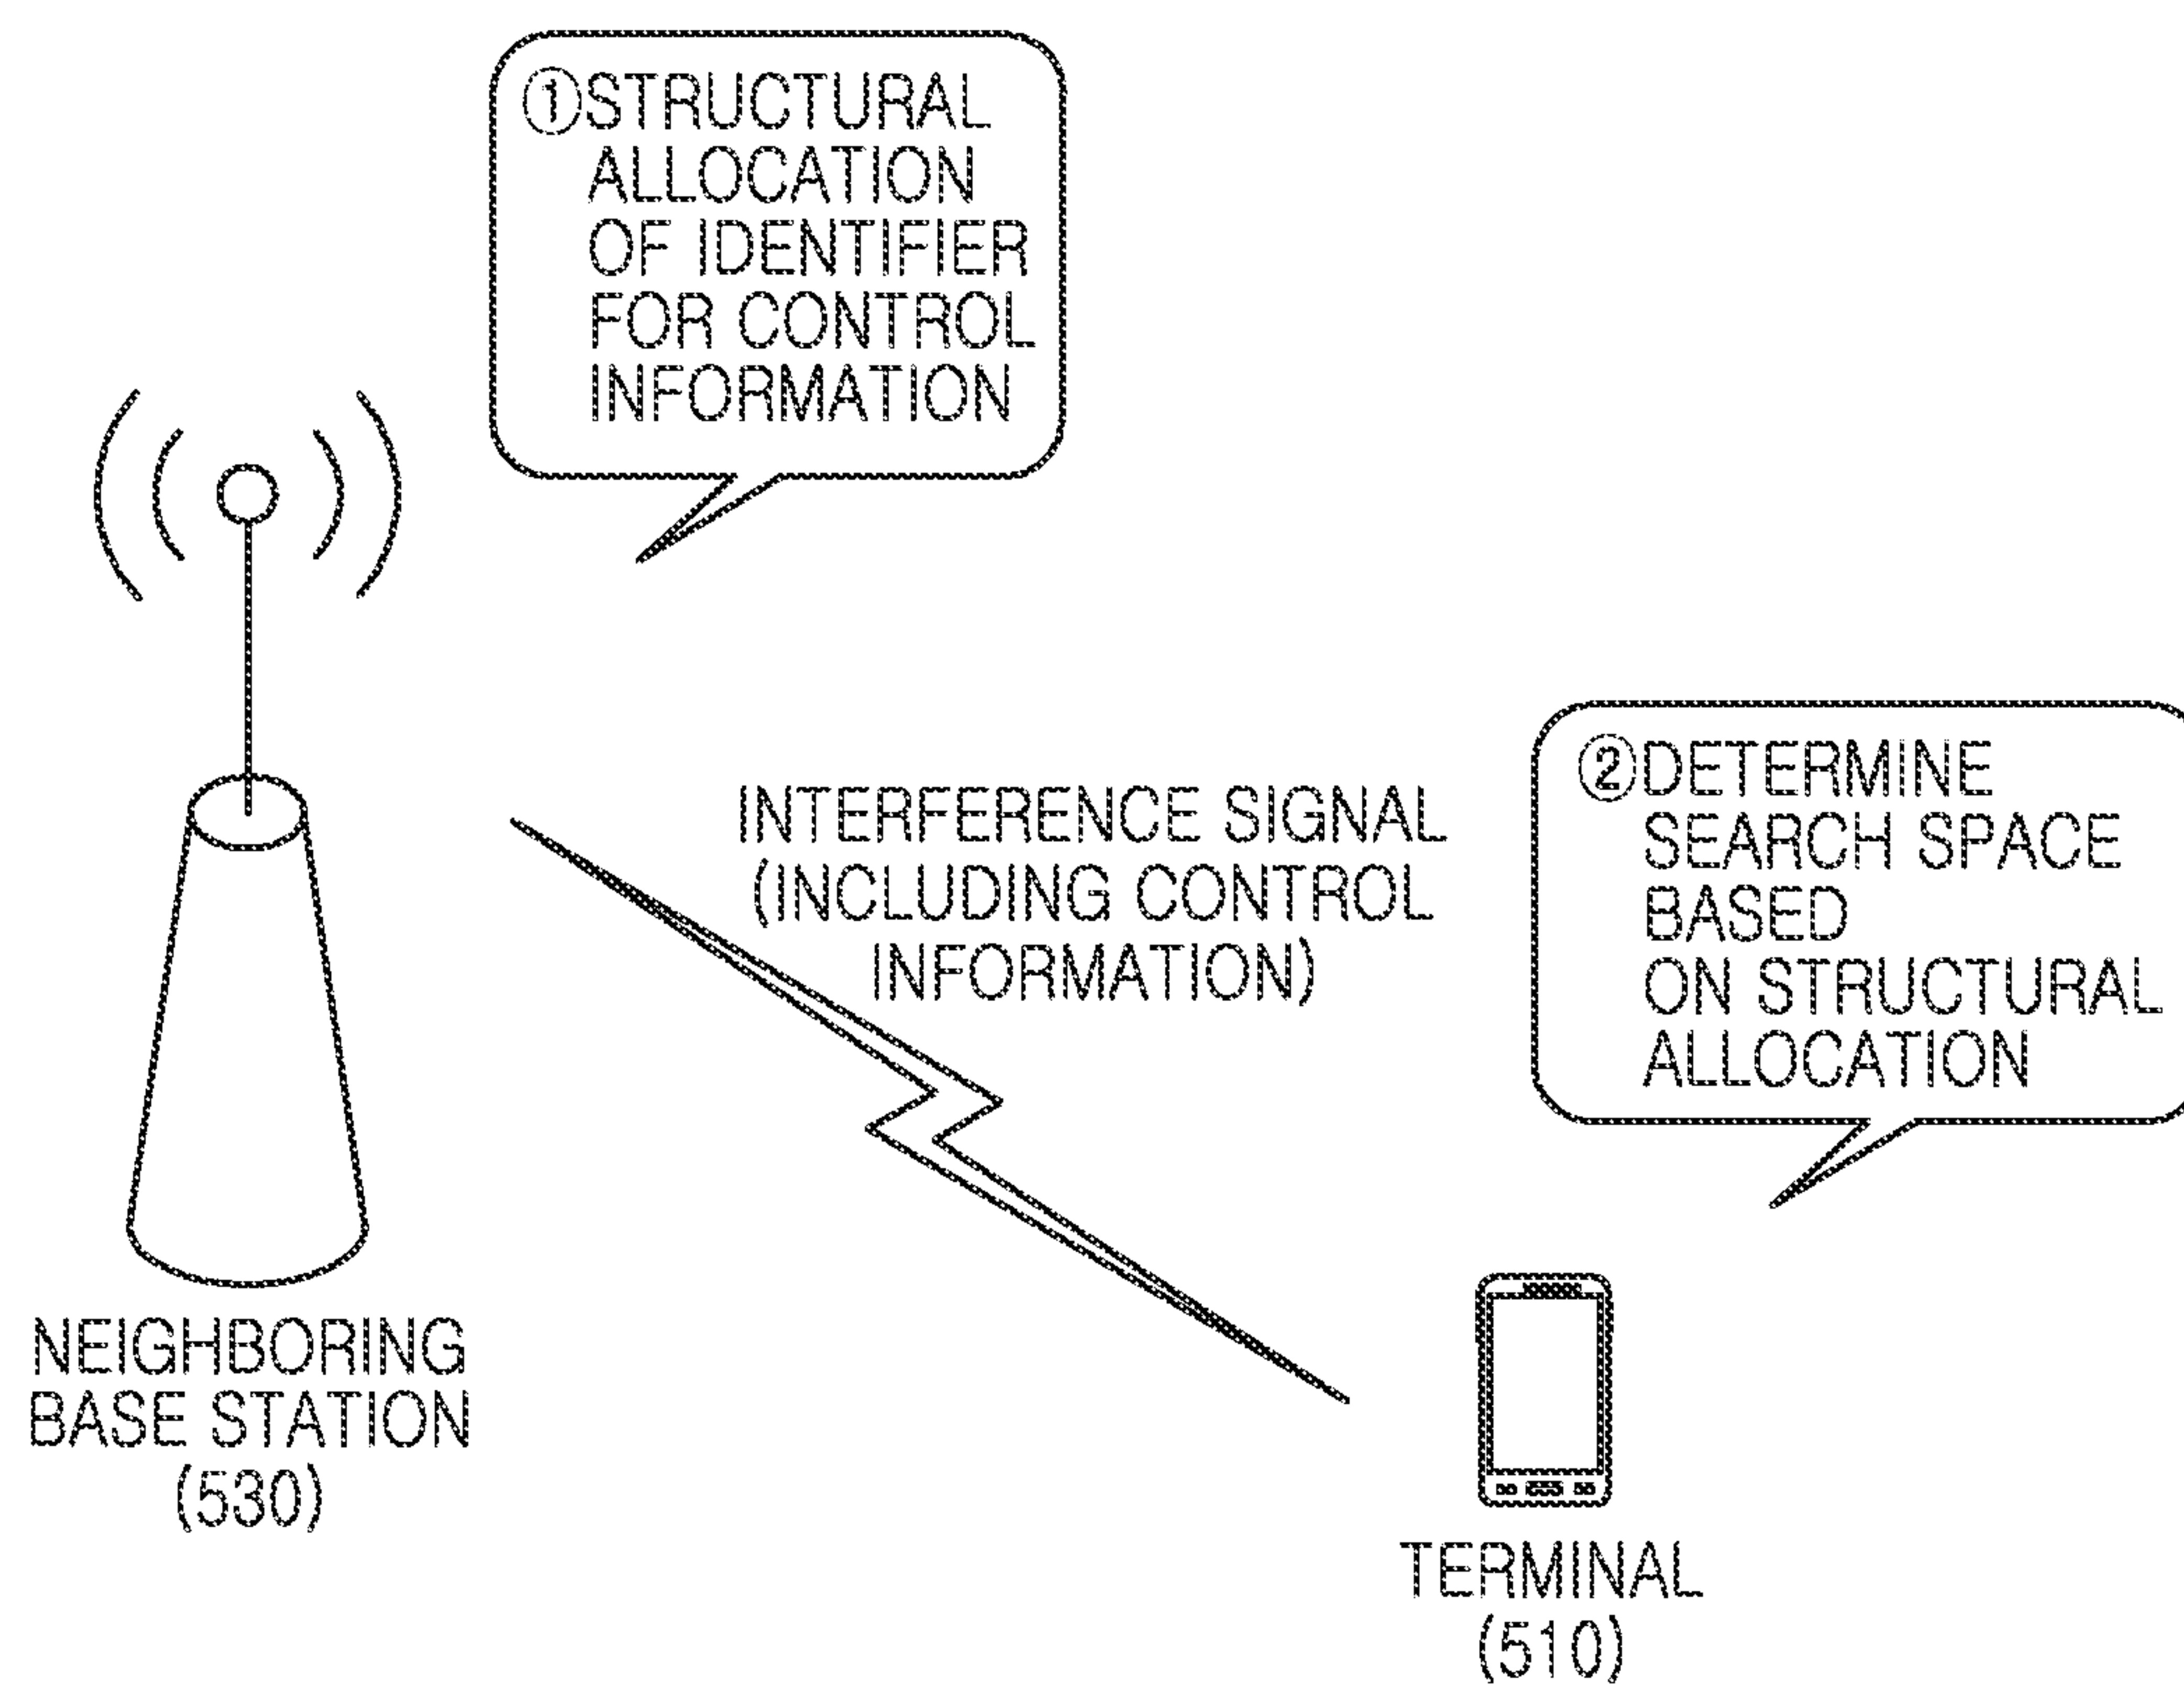 ①STRUCTURAL
ALLOCATION
OF IDENTIFIER
FOR CONTROL
INFORMATION
INTERFERENCE SIGNAL
(INCLUDING CONTROL
INFORMATION)
②DETERMINE
SEARCH SPACE
BASED
ON STRUCTURAL
ALLOCATION
NEIGHBORING
BASE STATION
(530)
TERMINAL
(510)